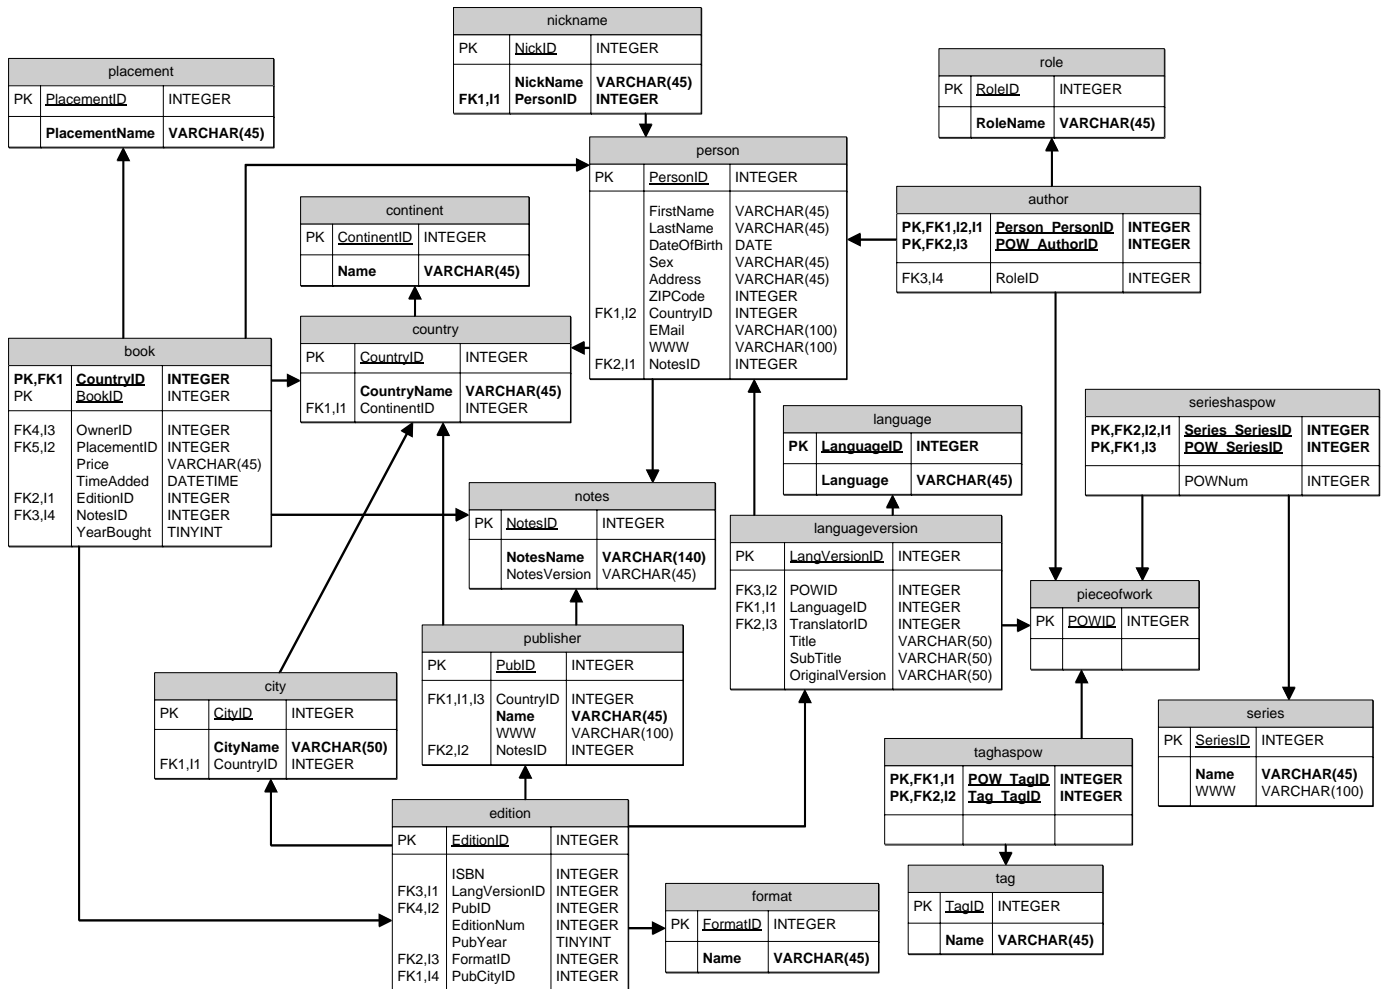 nickname
PK NickID INTEGER
NickName VARCHAR(45)
FK1,I1 PersonID INTEGER
placement
PK PlacementID INTEGER
PlacementName VARCHAR(45)
role
PK RoleID INTEGER
RoleName VARCHAR(45)
person
PK PersonID INTEGER
FirstName VARCHAR(45)
LastName VARCHAR(45)
DateOfBirth DATE
Sex VARCHAR(45)
Address VARCHAR(45)
ZIPCode INTEGER
FK1,I2 CountryID INTEGER
EMail VARCHAR(100)
WWW VARCHAR(100)
FK2,I1 NotesID INTEGER
author
PK,FK1,I2,I1 Person_PersonID INTEGER
PK,FK2,I3 POW_AuthorID INTEGER
FK3,I4 RoleID INTEGER
continent
PK ContinentID INTEGER
Name VARCHAR(45)
country
PK CountryID INTEGER
CountryName VARCHAR(45)
FK1,I1 ContinentID INTEGER
book
PK,FK1 CountryID INTEGER
PK BookID INTEGER
FK4,I3 OwnerID INTEGER
FK5,I2 PlacementID INTEGER
Price VARCHAR(45)
TimeAdded DATETIME
FK2,I1 EditionID INTEGER
FK3,I4 NotesID INTEGER
YearBought TINYINT
language
PK LanguageID INTEGER
Language VARCHAR(45)
serieshaspow
PK,FK2,I2,I1 Series_SeriesID INTEGER
PK,FK1,I3 POW_SeriesID INTEGER
POWNum INTEGER
notes
PK NotesID INTEGER
NotesName VARCHAR(140)
NotesVersion VARCHAR(45)
languageversion
PK LangVersionID INTEGER
FK3,I2 POWID INTEGER
FK1,I1 LanguageID INTEGER
FK2,I3 TranslatorID INTEGER
Title VARCHAR(50)
SubTitle VARCHAR(50)
OriginalVersion VARCHAR(50)
pieceofwork
PK POWID INTEGER
publisher
PK PubID INTEGER
FK1,I1,I3 CountryID INTEGER
Name VARCHAR(45)
WWW VARCHAR(100)
FK2,I2 NotesID INTEGER
city
PK CityID INTEGER
CityName VARCHAR(50)
FK1,I1 CountryID INTEGER
series
PK SeriesID INTEGER
Name VARCHAR(45)
WWW VARCHAR(100)
taghaspow
PK,FK1,I1 POW_TagID INTEGER
PK,FK2,I2 Tag_TagID INTEGER
edition
PK EditionID INTEGER
ISBN INTEGER
FK3,I1 LangVersionID INTEGER
FK4,I2 PubID INTEGER
EditionNum INTEGER
PubYear TINYINT
FK2,I3 FormatID INTEGER
FK1,I4 PubCityID INTEGER
format
PK FormatID INTEGER
Name VARCHAR(45)
tag
PK TagID INTEGER
Name VARCHAR(45)